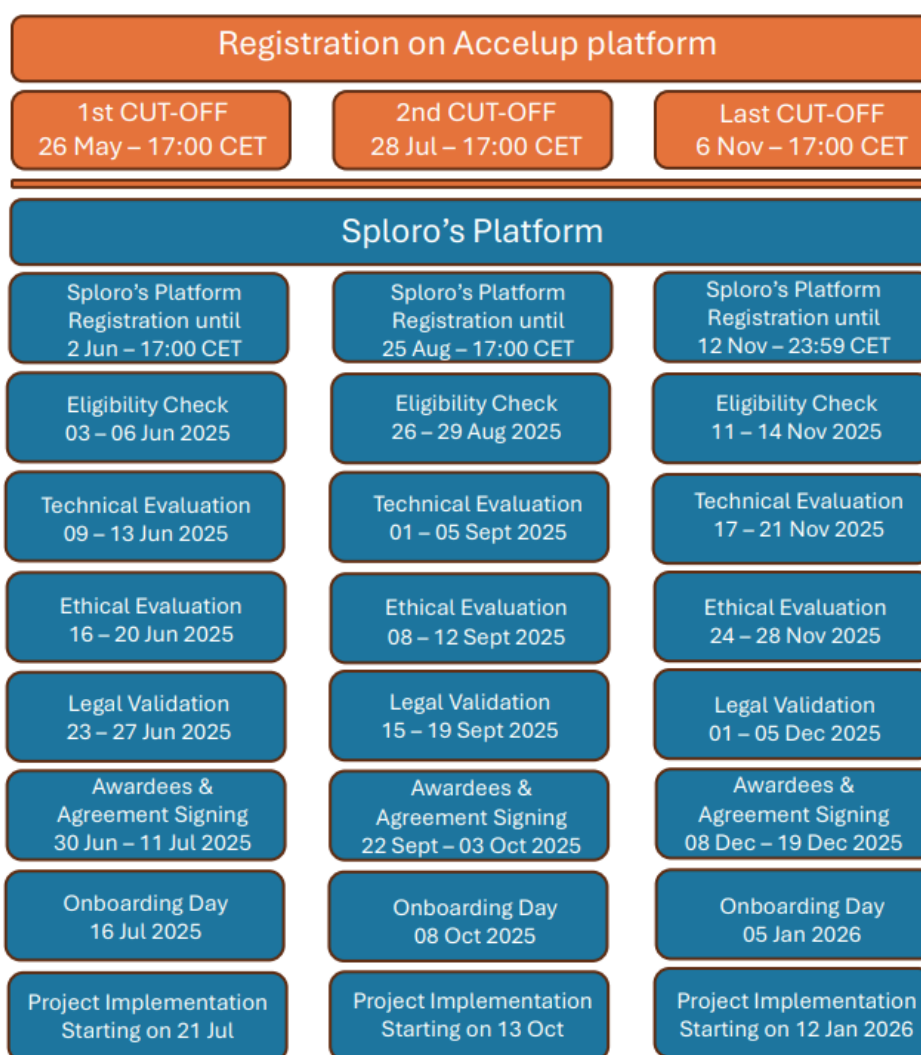 Registration on Accelup platform
1st CUT-OFF
26 May – 17:00 CET
2nd CUT-OFF
28 Jul – 17:00 CET
Last CUT-OFF
6 Nov – 17:00 CET
Sploro's Platform
Sploro's Platform
Registration until
2 Jun – 17:00 CET
Sploro's Platform
Registration until
25 Aug – 17:00 CET
Sploro's Platform
Registration until
12 Nov – 23:59 CET
Eligibility Check
03 – 06 Jun 2025
Eligibility Check
26 – 29 Aug 2025
Eligibility Check
11 – 14 Nov 2025
Technical Evaluation
09 – 13 Jun 2025
Technical Evaluation
01 – 05 Sept 2025
Technical Evaluation
17 – 21 Nov 2025
Ethical Evaluation
16 – 20 Jun 2025
Ethical Evaluation
08 – 12 Sept 2025
Ethical Evaluation
24 – 28 Nov 2025
Legal Validation
23 – 27 Jun 2025
Legal Validation
15 – 19 Sept 2025
Legal Validation
01 – 05 Dec 2025
Awardees &
Agreement Signing
30 Jun – 11 Jul 2025
Awardees &
Agreement Signing
22 Sept – 03 Oct 2025
Awardees &
Agreement Signing
08 Dec – 19 Dec 2025
Onboarding Day
16 Jul 2025
Onboarding Day
08 Oct 2025
Onboarding Day
05 Jan 2026
Project Implementation
Starting on 21 Jul
Project Implementation
Starting on 13 Oct
Project Implementation
Starting on 12 Jan 2026